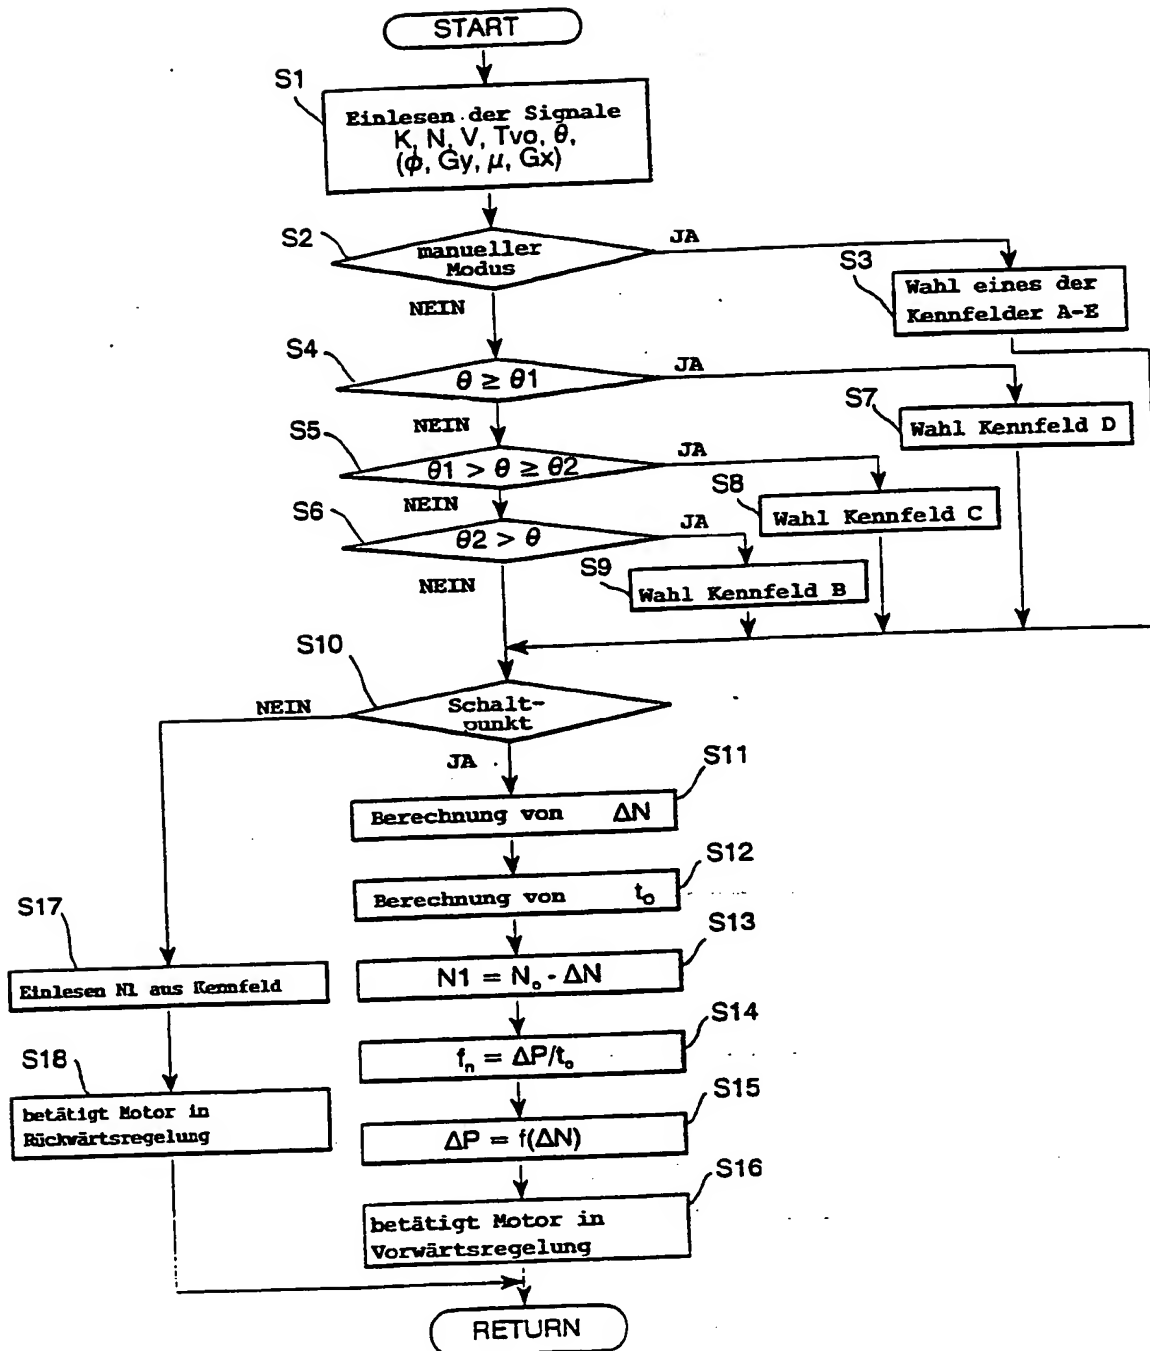 START
S1
Einlesen der Signale
K, N, V, Tvo, θ,
(ϕ, Gy, μ, Gx)
S2
manueller
Modus
JA
NEIN
S3
Wahl eines der
Kennfelder A-E
S4
θ ≥ θ1
JA
NEIN
S7
Wahl Kennfeld D
S5
θ1 > θ ≥ θ2
JA
NEIN
S8
Wahl Kennfeld C
S6
θ2 > θ
JA
NEIN
S9
Wahl Kennfeld B
S10
Schalt-
punkt
NEIN
JA
S11
Berechnung von ΔN
S12
Berechnung von t₀
S13
N1 = N₀ - ΔN
S14
fₙ = ΔP/t₀
S15
ΔP = f(ΔN)
S16
betätigt Motor in
Vorwärtsregelung
S17
Einlesen N1 aus Kennfeld
S18
betätigt Motor in
Rückwärtsregelung
RETURN